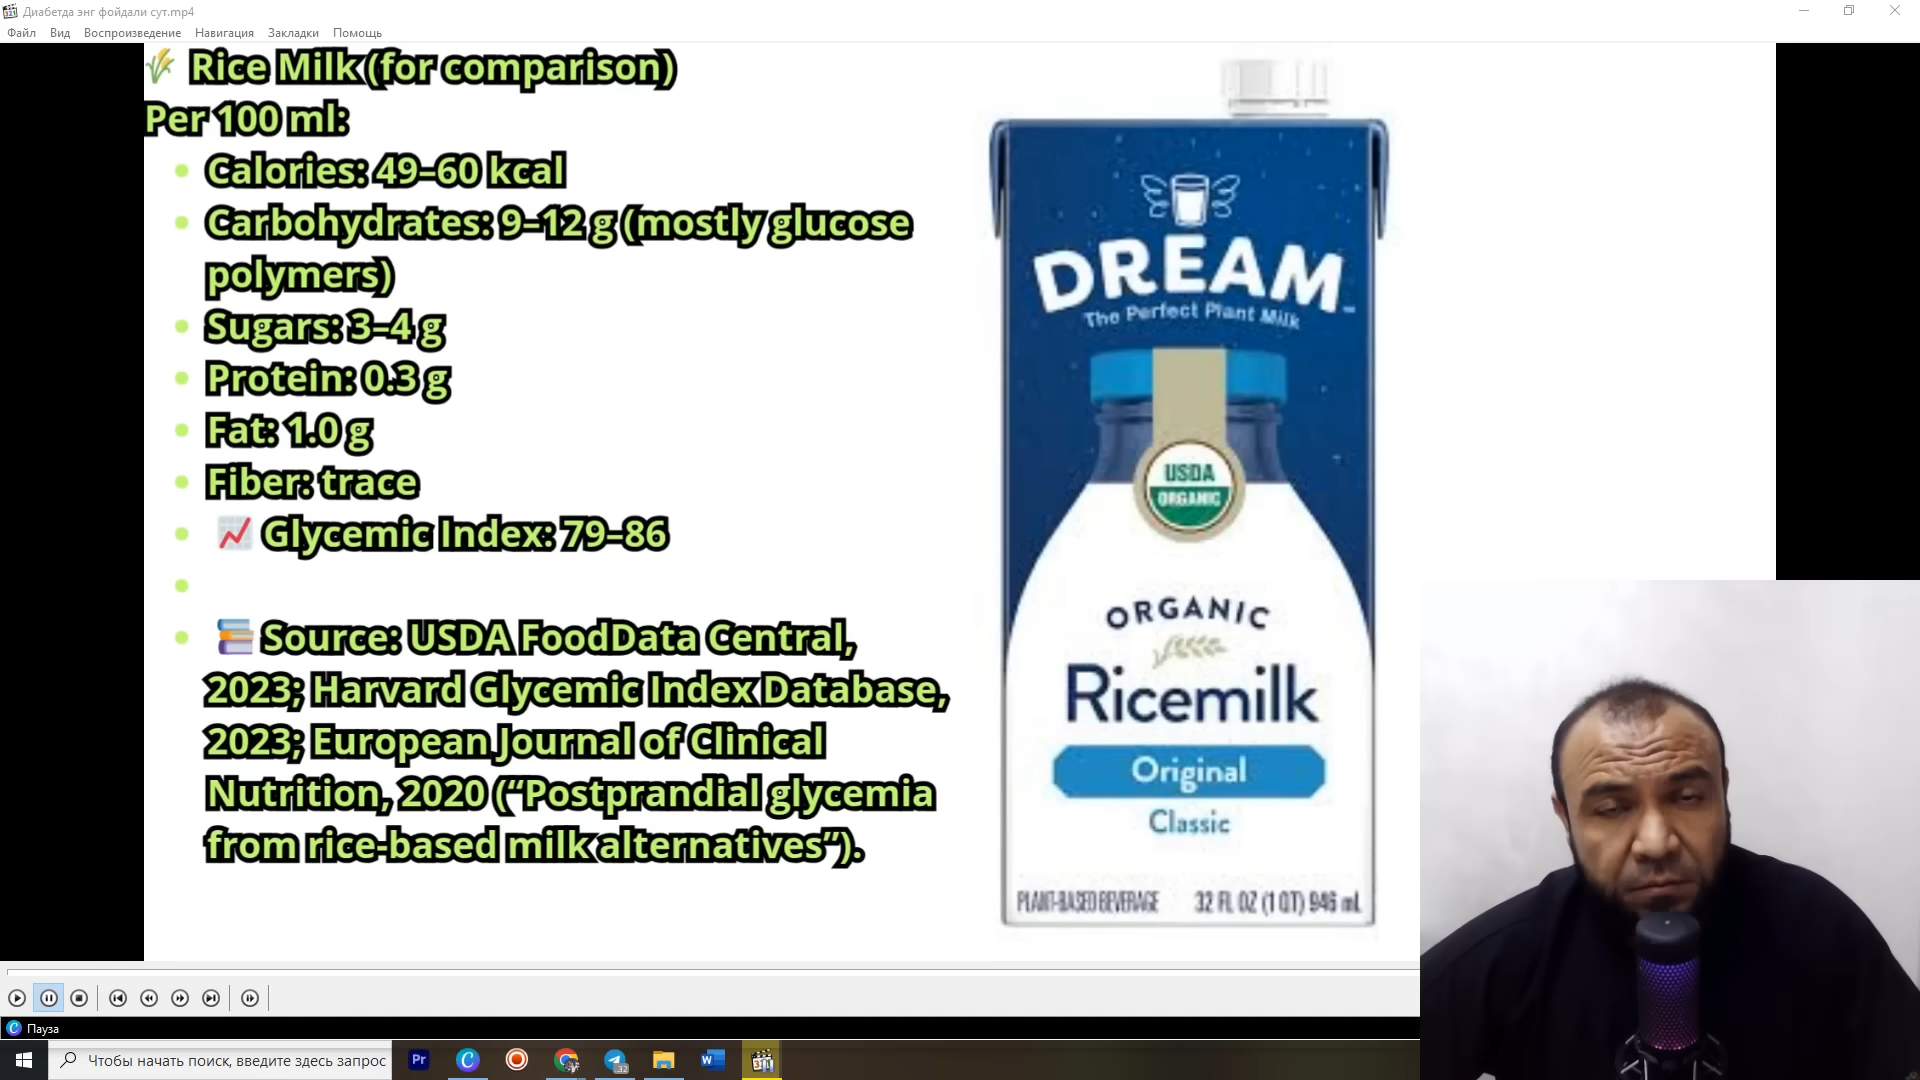 Диабетда энг фойдали сут.mp4
Файл Вид Воспроизведение Навигация Закладки Помощь
Rice Milk (for comparison)
Per 100 ml:
Calories: 49–60 kcal
Carbohydrates: 9–12 g (mostly glucose
polymers)
Sugars: 3–4 g
Protein: 0.3 g
Fat: 1.0 g
Fiber: trace
Glycemic Index: 79–86
Source: USDA FoodData Central,
2023; Harvard Glycemic Index Database,
2023; European Journal of Clinical
Nutrition, 2020 (“Postprandial glycemia
from rice-based milk alternatives”).
DREAM™
The Perfect Plant Milk
USDA
ORGANIC
ORGANIC
Ricemilk
Original
Classic
PLANT-BASED BEVERAGE 32 FL OZ (1 QT) 946 mL
Пауза
Чтобы начать поиск, введите здесь запрос
Pr
32